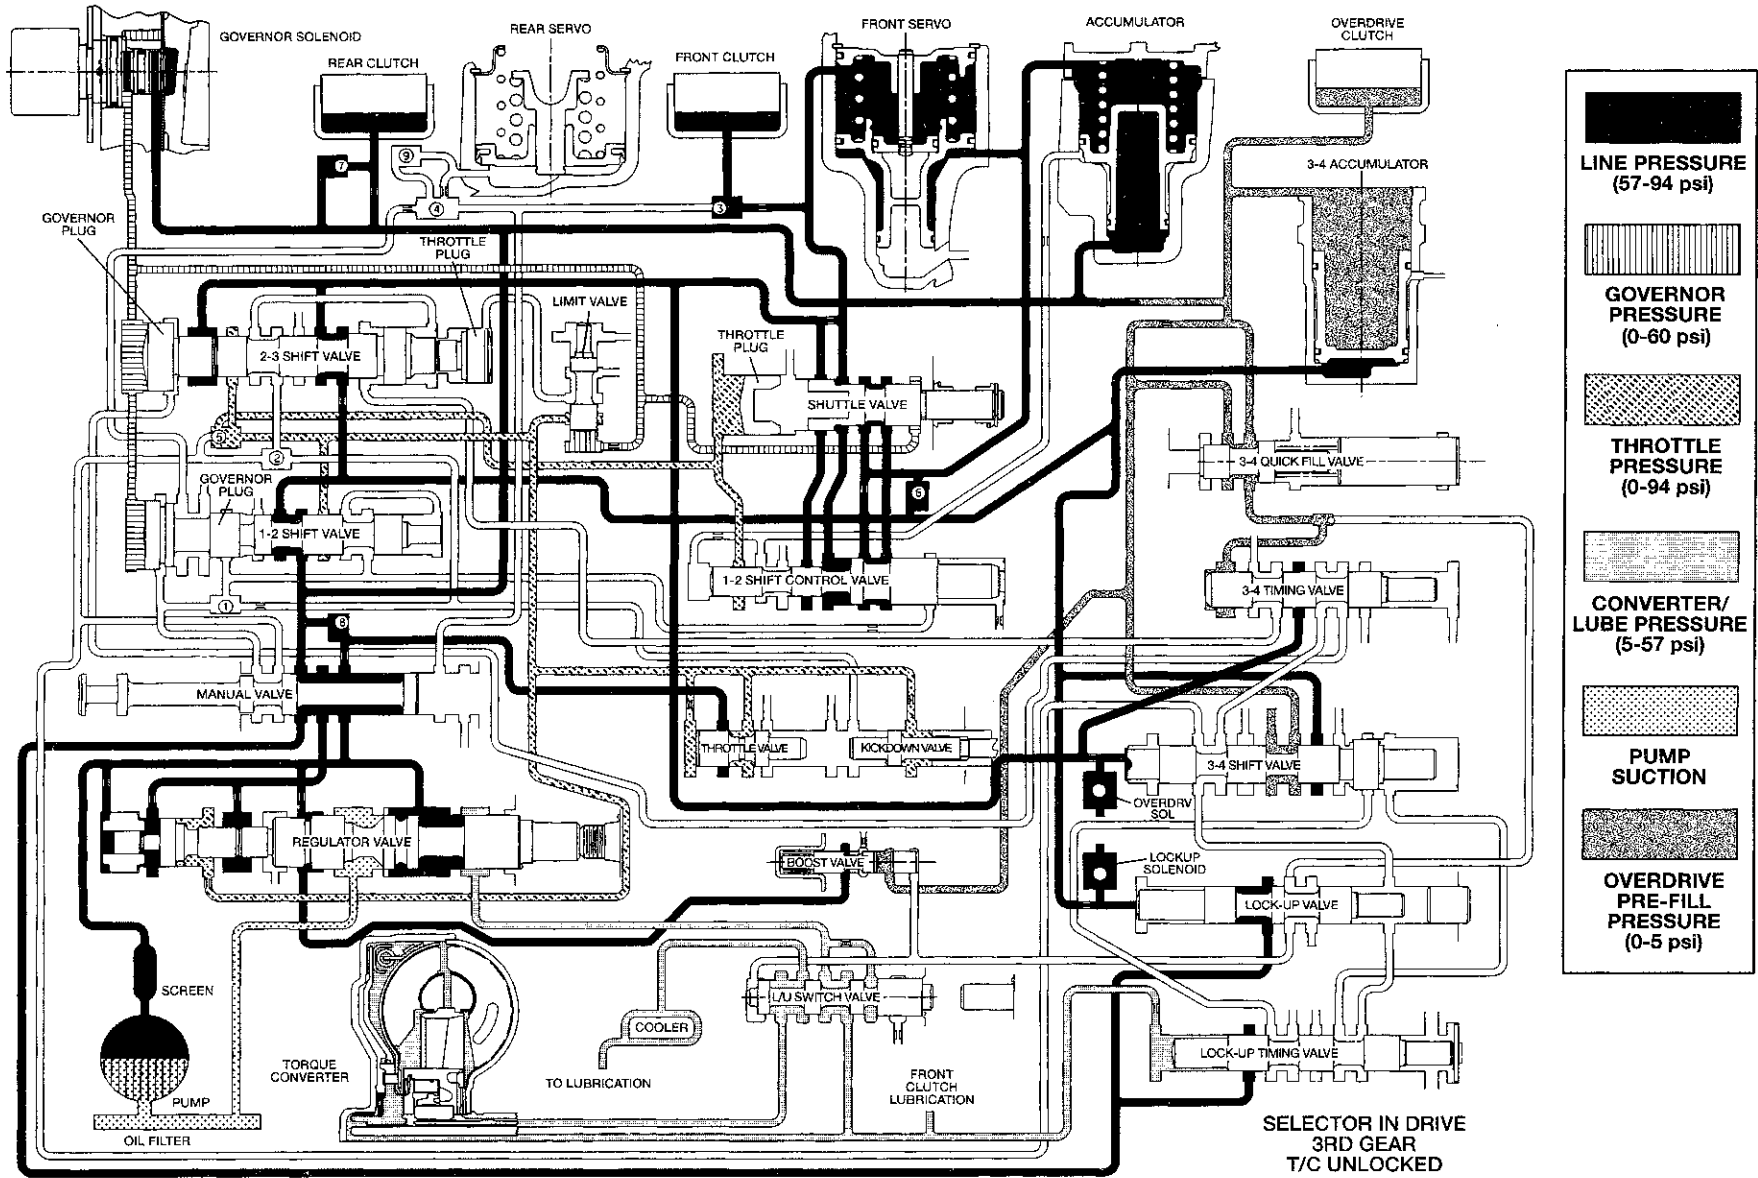 GOVERNOR SOLENOID
REAR CLUTCH
REAR SERVO
FRONT CLUTCH
FRONT SERVO
ACCUMULATOR
OVERDRIVE
CLUTCH
3-4 ACCUMULATOR
7
9
4
3
GOVERNOR
PLUG
THROTTLE
PLUG
LIMIT VALVE
THROTTLE
PLUG
2-3 SHIFT VALVE
SHUTTLE VALVE
5
2
GOVERNOR
PLUG
3-4 QUICK FILL VALVE
6
1-2 SHIFT VALVE
1-2 SHIFT CONTROL VALVE
3-4 TIMING VALVE
1
8
MANUAL VALVE
THROTTLE VALVE
KICKDOWN VALVE
3-4 SHIFT VALVE
OVERDRV
SOL
REGULATOR VALVE
BOOST VALVE
LOCKUP
SOLENOID
LOCK-UP VALVE
SCREEN
L/U SWITCH VALVE
COOLER
LOCK-UP TIMING VALVE
TORQUE
CONVERTER
TO LUBRICATION
FRONT
CLUTCH
LUBRICATION
PUMP
OIL FILTER
SELECTOR IN DRIVE
3RD GEAR
T/C UNLOCKED
LINE PRESSURE
(57-94 psi)
GOVERNOR
PRESSURE
(0-60 psi)
THROTTLE
PRESSURE
(0-94 psi)
CONVERTER/
LUBE PRESSURE
(5-57 psi)
PUMP
SUCTION
OVERDRIVE
PRE-FILL
PRESSURE
(0-5 psi)